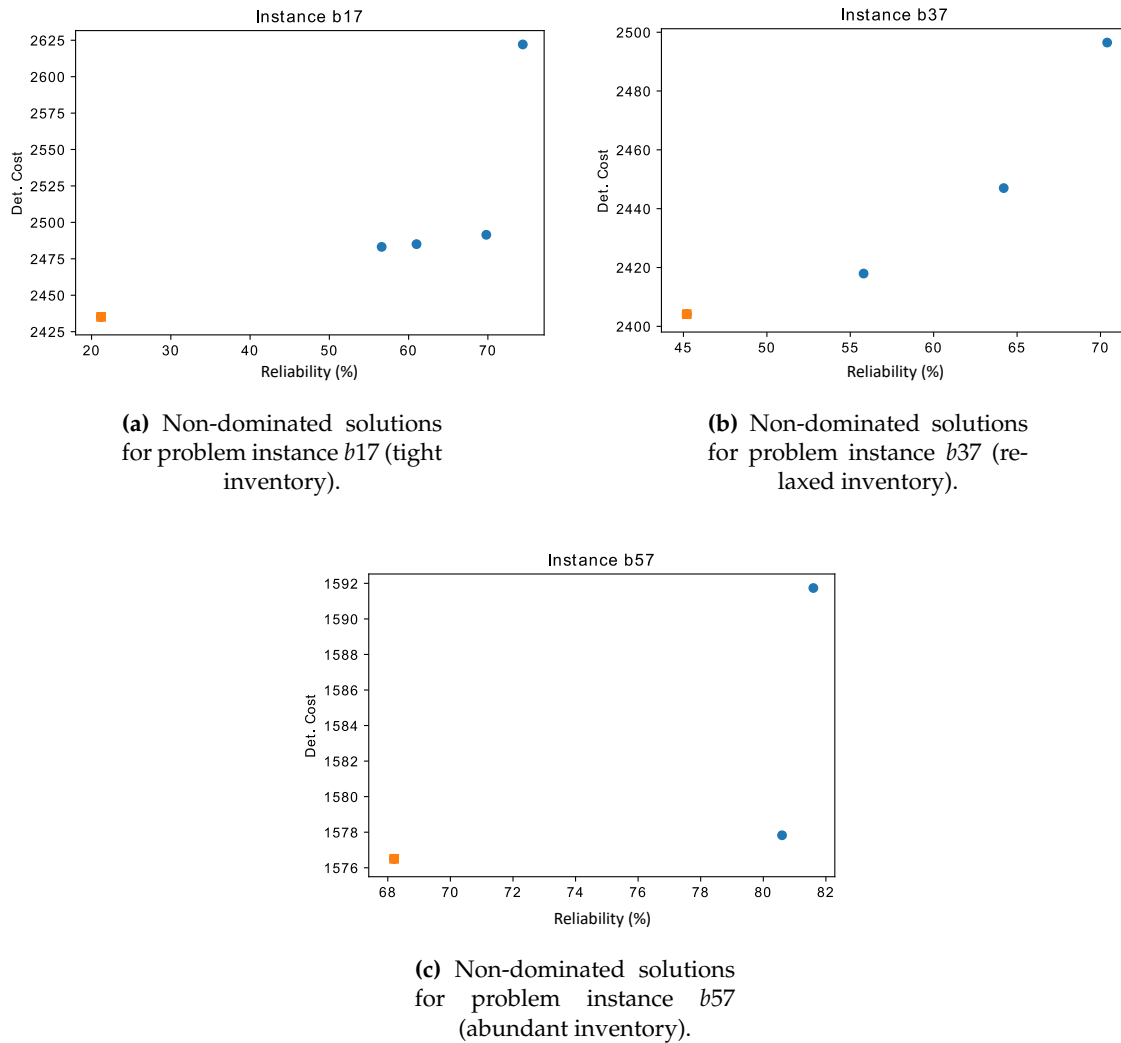 Instance b17
2625
2600
2575
2550
2525
2500
2475
2450
2425
Det. Cost
20 30 40 50 60 70
Reliability (%)
(a) Non-dominated solutions
for problem instance b17 (tight
inventory).
Instance b37
2500
2480
2460
2440
2420
2400
Det. Cost
45 50 55 60 65 70
Reliability (%)
(b) Non-dominated solutions
for problem instance b37 (re-
laxed inventory).
Instance b57
1592
1590
1588
1586
1584
1582
1580
1578
1576
Det. Cost
68 70 72 74 76 78 80 82
Reliability (%)
(c) Non-dominated solutions
for problem instance b57
(abundant inventory).